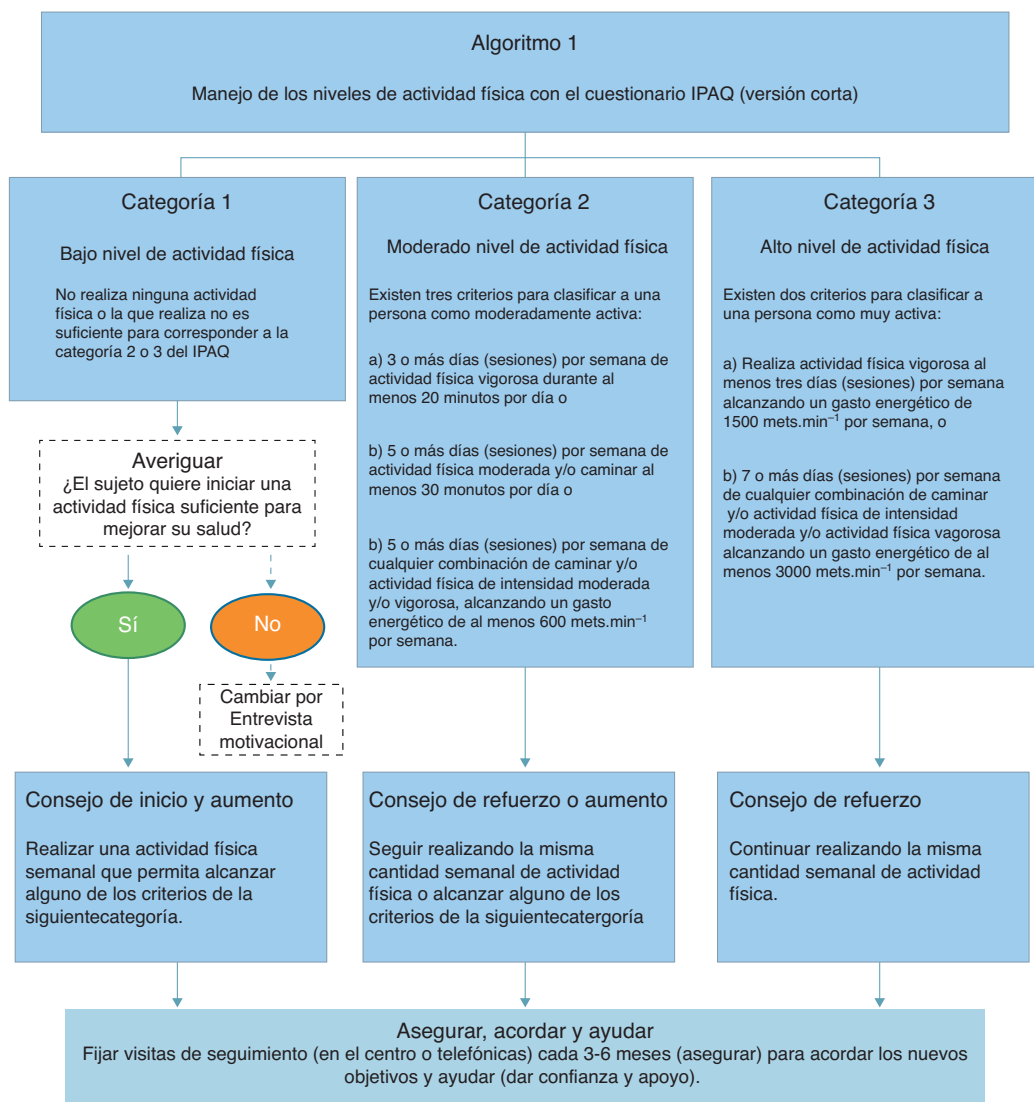 Algoritmo 1
Manejo de los niveles de actividad física con el cuestionario IPAQ (versión corta)
Categoría 1
Bajo nivel de actividad física
No realiza ninguna actividad
física o la que realiza no es
suficiente para corresponder a la
categoría 2 o 3 del IPAQ
Averiguar
¿El sujeto quiere iniciar una
actividad física suficiente para
mejorar su salud?
Sí
No
Cambiar por
Entrevista
motivacional
Consejo de inicio y aumento
Realizar una actividad física
semanal que permita alcanzar
alguno de los criterios de la
siguientecategoría.
Categoría 2
Moderado nivel de actividad física
Existen tres criterios para clasificar a una
persona como moderadamente activa:
a) 3 o más días (sesiones) por semana de
actividad física vigorosa durante al
menos 20 minutos por día o
b) 5 o más días (sesiones) por semana de
actividad física moderada y/o caminar al
menos 30 monutos por día o
b) 5 o más días (sesiones) por semana de
cualquier combinación de caminar y/o
actividad física de intensidad moderada
y/o vigorosa, alcanzando un gasto
energético de al menos 600 mets.min⁻¹
por semana.
Consejo de refuerzo o aumento
Seguir realizando la misma
cantidad semanal de actividad
física o alcanzar alguno de los
criterios de la siguientecatergoría
Categoría 3
Alto nivel de actividad física
Existen dos criterios para clasificar a
una persona como muy activa:
a) Realiza actividad física vigorosa al
menos tres días (sesiones) por semana
alcanzando un gasto energético de
1500 mets.min⁻¹ por semana, o
b) 7 o más días (sesiones) por semana
de cualquier combinación de caminar
y/o actividad física de intensidad
moderada y/o actividad física vagorosa
alcanzando un gasto energético de al
menos 3000 mets.min⁻¹ por semana.
Consejo de refuerzo
Continuar realizando la misma
cantidad semanal de actividad
física.
Asegurar, acordar y ayudar
Fijar visitas de seguimiento (en el centro o telefónicas) cada 3-6 meses (asegurar) para acordar los nuevos
objetivos y ayudar (dar confianza y apoyo).